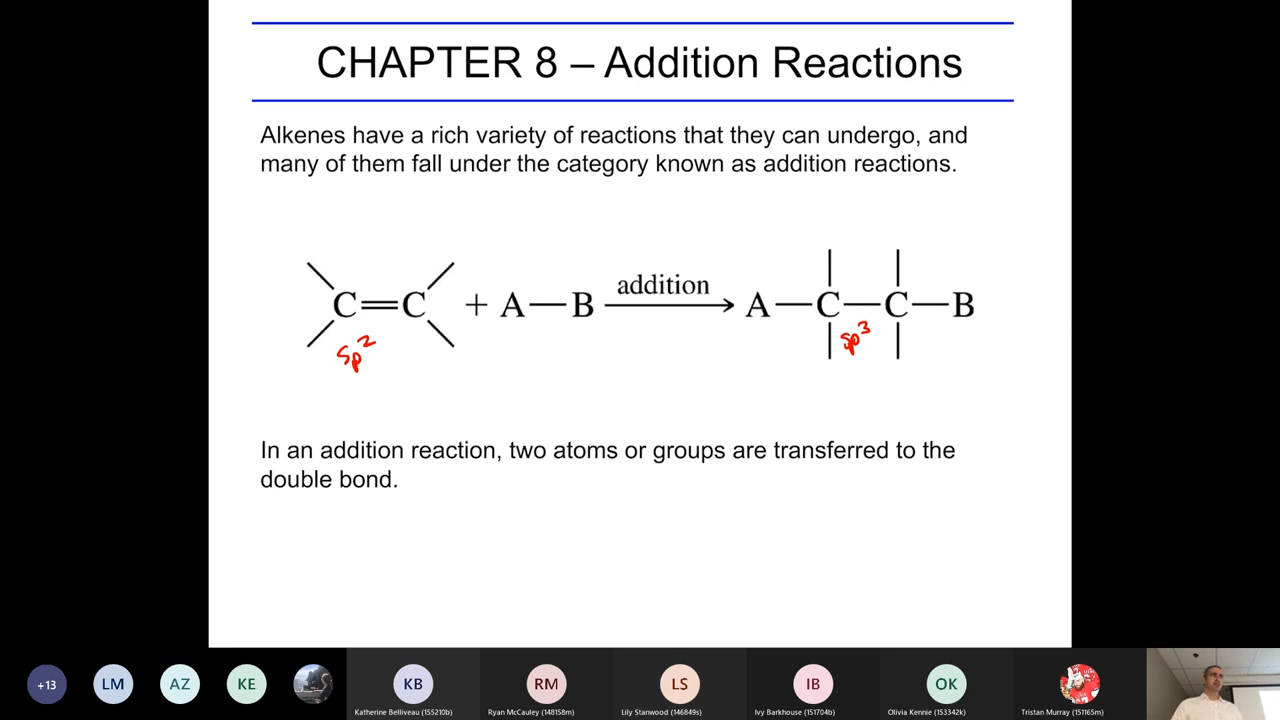 CHAPTER 8 – Addition Reactions
Alkenes have a rich variety of reactions that they can undergo, and
many of them fall under the category known as addition reactions.
C=C + A—B addition A—C—C—B
sp² sp³
In an addition reaction, two atoms or groups are transferred to the
double bond.
+13 LM AZ KE KB RM LS IB OK
Katherine Belliveau (155210b) Ryan McCauley (148158m) Lily Stanwood (146849s) Ivy Barkhouse (151704b) Olivia Kennie (153342k) Tristan Murray (151165m)